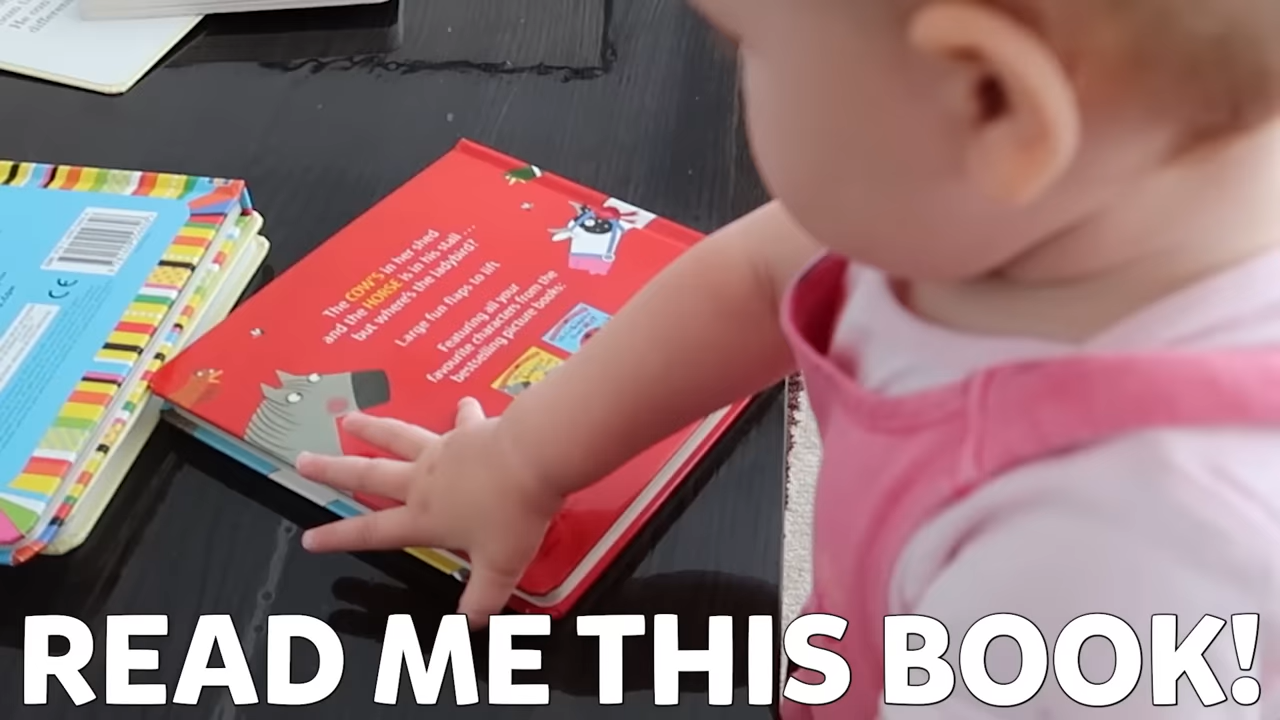 The COW'S in her shed
and the HORSE is in his stall ...
but where's the ladybird?
Large fun flaps to lift
Featuring all your
favourite characters from the
bestselling picture books:
CE
READ ME THIS BOOK!